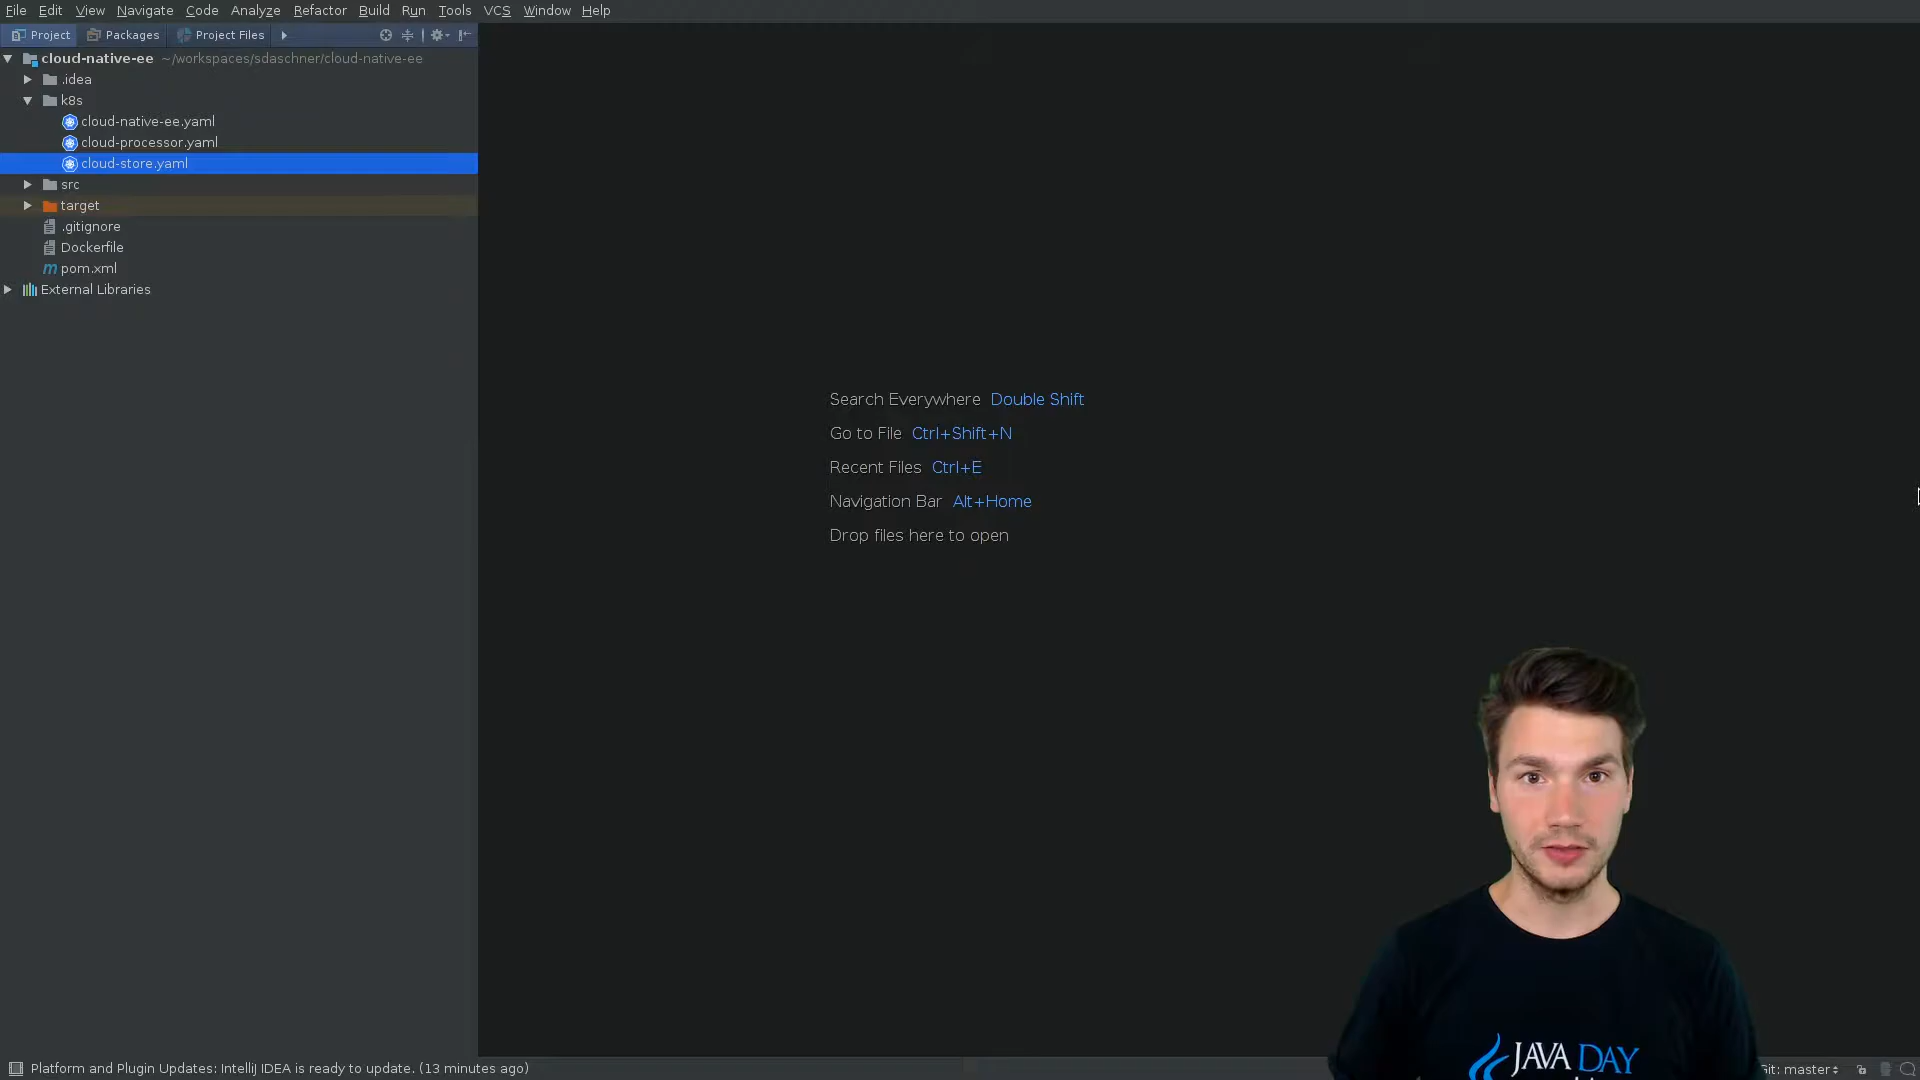 File Edit View Navigate Code Analyze Refactor Build Run Tools VCS Window Help
Project Packages Project Files
cloud-native-ee ~/workspaces/sdaschner/cloud-native-ee
.idea
k8s
cloud-native-ee.yaml
cloud-processor.yaml
cloud-store.yaml
src
target
.gitignore
Dockerfile
pom.xml
External Libraries
Search Everywhere Double Shift
Go to File Ctrl+Shift+N
Recent Files Ctrl+E
Navigation Bar Alt+Home
Drop files here to open
JAVA DAY
Platform and Plugin Updates: IntelliJ IDEA is ready to update. (13 minutes ago)
Git: master